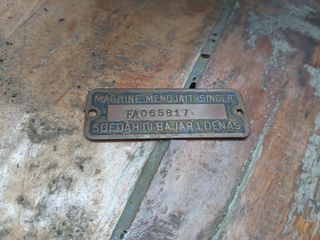 MACHINE MENDJAIT SINGER
FA065817
SOEDAH DI BAJAR LOENAS